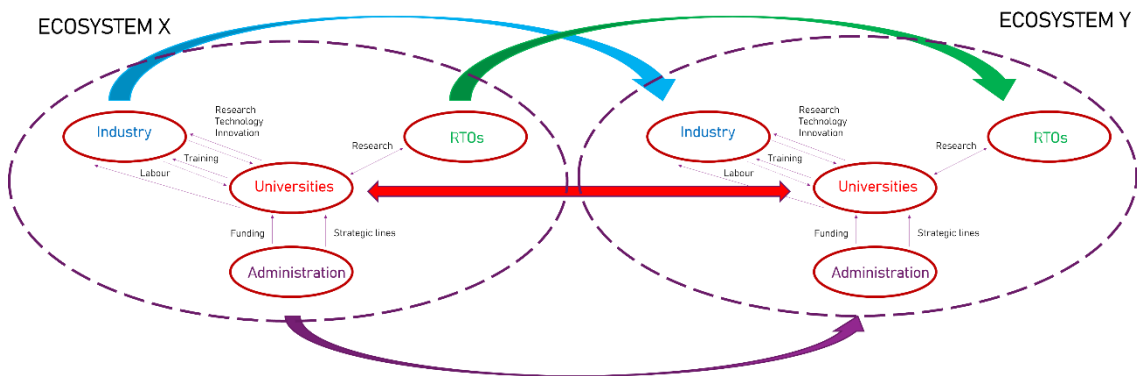 ECOSYSTEM X
Research
Technology
Innovation
Industry
RTOs
Research
Training
Labour
Universities
Funding
Strategic lines
Administration
ECOSYSTEM Y
Research
Technology
Innovation
Industry
RTOs
Research
Training
Labour
Universities
Funding
Strategic lines
Administration